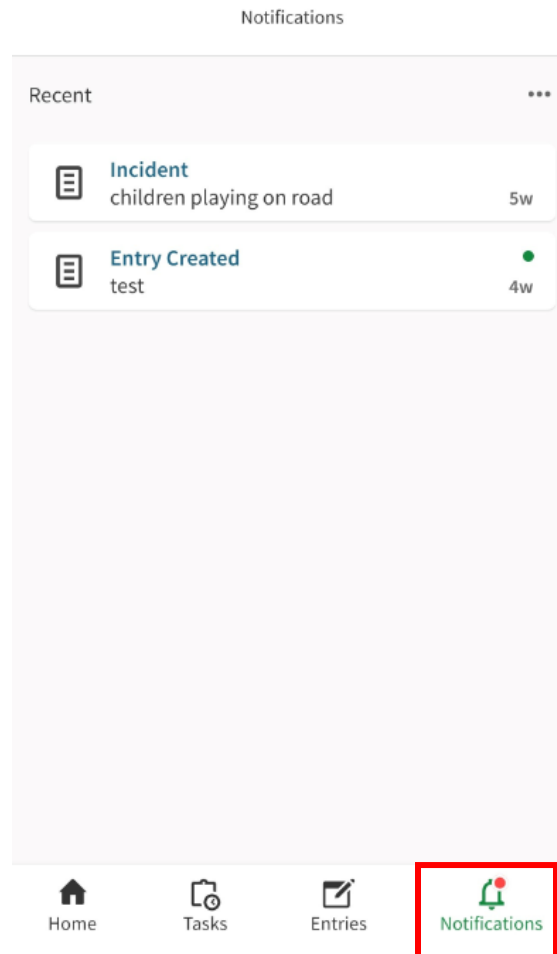 Notifications
Recent
Incident
children playing on road
5w
Entry Created
test
4w
Home
Tasks
Entries
Notifications